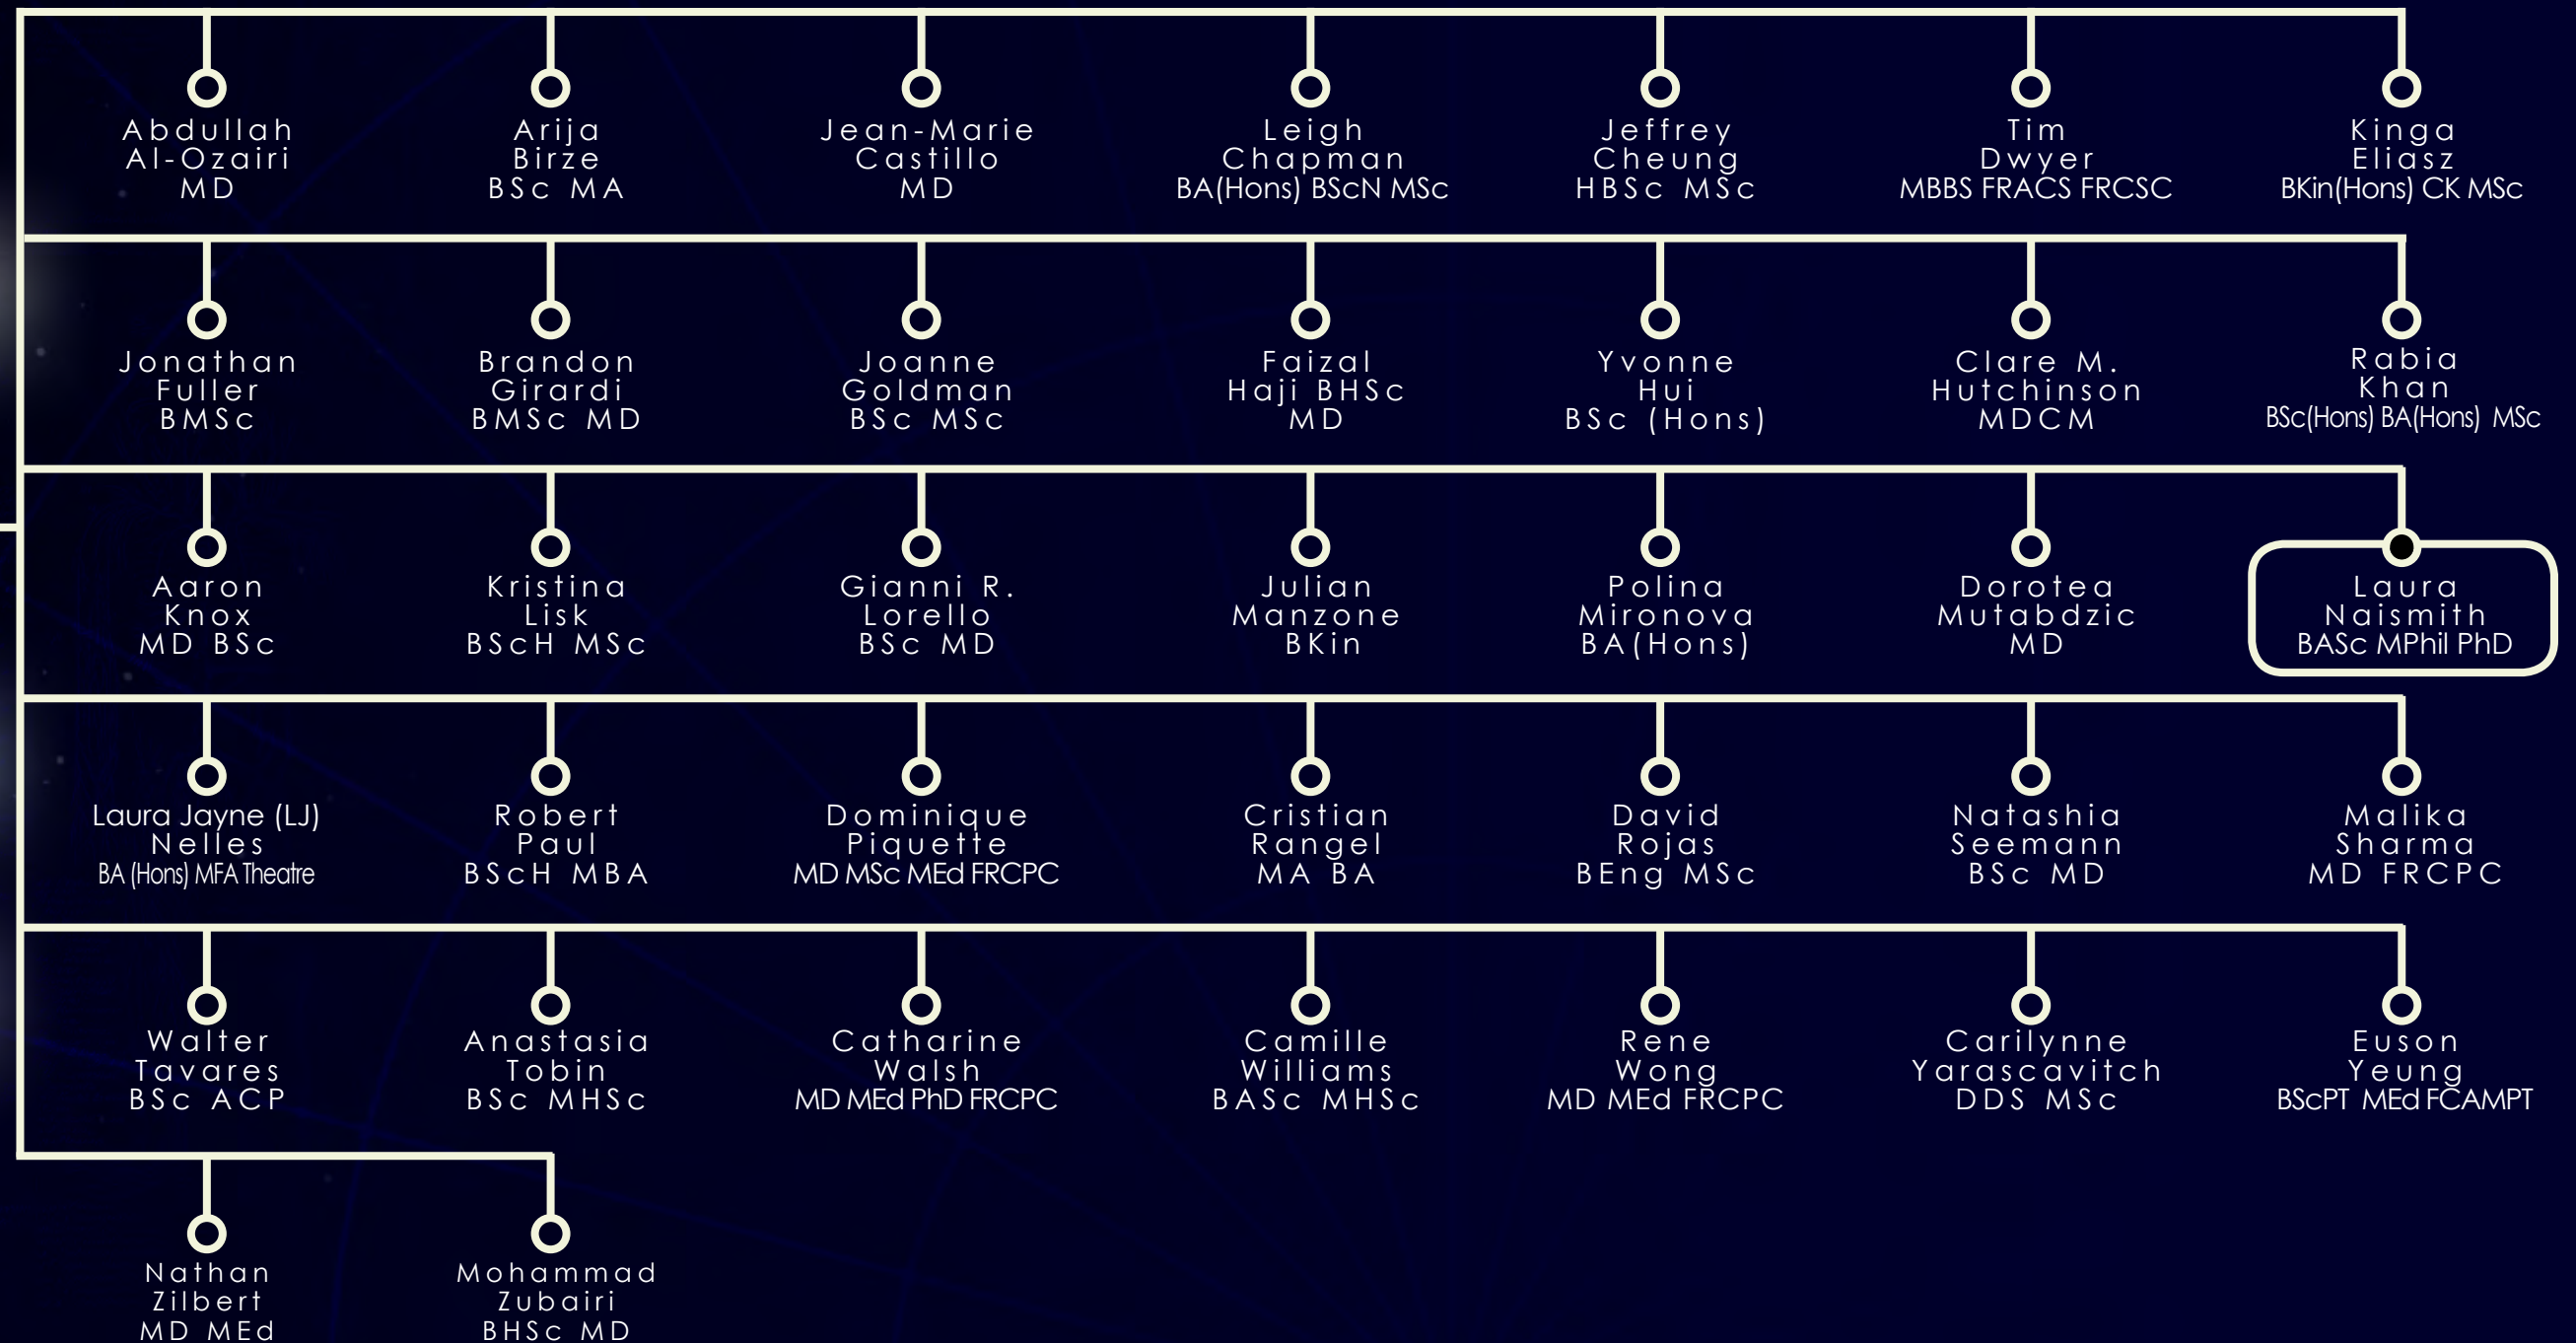 Abdullah
Al-Ozairi
MD
Arija
Birze
BSc MA
Jean-Marie
Castillo
MD
Leigh
Chapman
BA(Hons) BScN MSc
Jeffrey
Cheung
HBSc MSc
Tim
Dwyer
MBBS FRACS FRCSC
Kinga
Eliasz
BKin(Hons) CK MSc
Jonathan
Fuller
BMSc
Brandon
Girardi
BMSc MD
Joanne
Goldman
BSc MSc
Faizal
Haji BHSc
MD
Yvonne
Hui
BSc (Hons)
Clare M.
Hutchinson
MDCM
Rabia
Khan
BSc(Hons) BA(Hons) MSc
Aaron
Knox
MD BSc
Kristina
Lisk
BScH MSc
Gianni R.
Lorello
BSc MD
Julian
Manzone
BKin
Polina
Mironova
BA(Hons)
Dorotea
Mutabdzic
MD
Laura
Naismith
BASc MPhil PhD
Laura Jayne (LJ)
Nelles
BA (Hons) MFA Theatre
Robert
Paul
BScH MBA
Dominique
Piquette
MD MSc MEd FRCPC
Cristian
Rangel
MA BA
David
Rojas
BEng MSc
Natashia
Seemann
BSc MD
Malika
Sharma
MD FRCPC
Walter
Tavares
BSc ACP
Anastasia
Tobin
BSc MHSc
Catharine
Walsh
MD MEd PhD FRCPC
Camille
Williams
BASc MHSc
Rene
Wong
MD MEd FRCPC
Carilynne
Yarascavitch
DDS MSc
Euson
Yeung
BScPT MEd FCAMPT
Nathan
Zilbert
MD MEd
Mohammad
Zubairi
BHSc MD